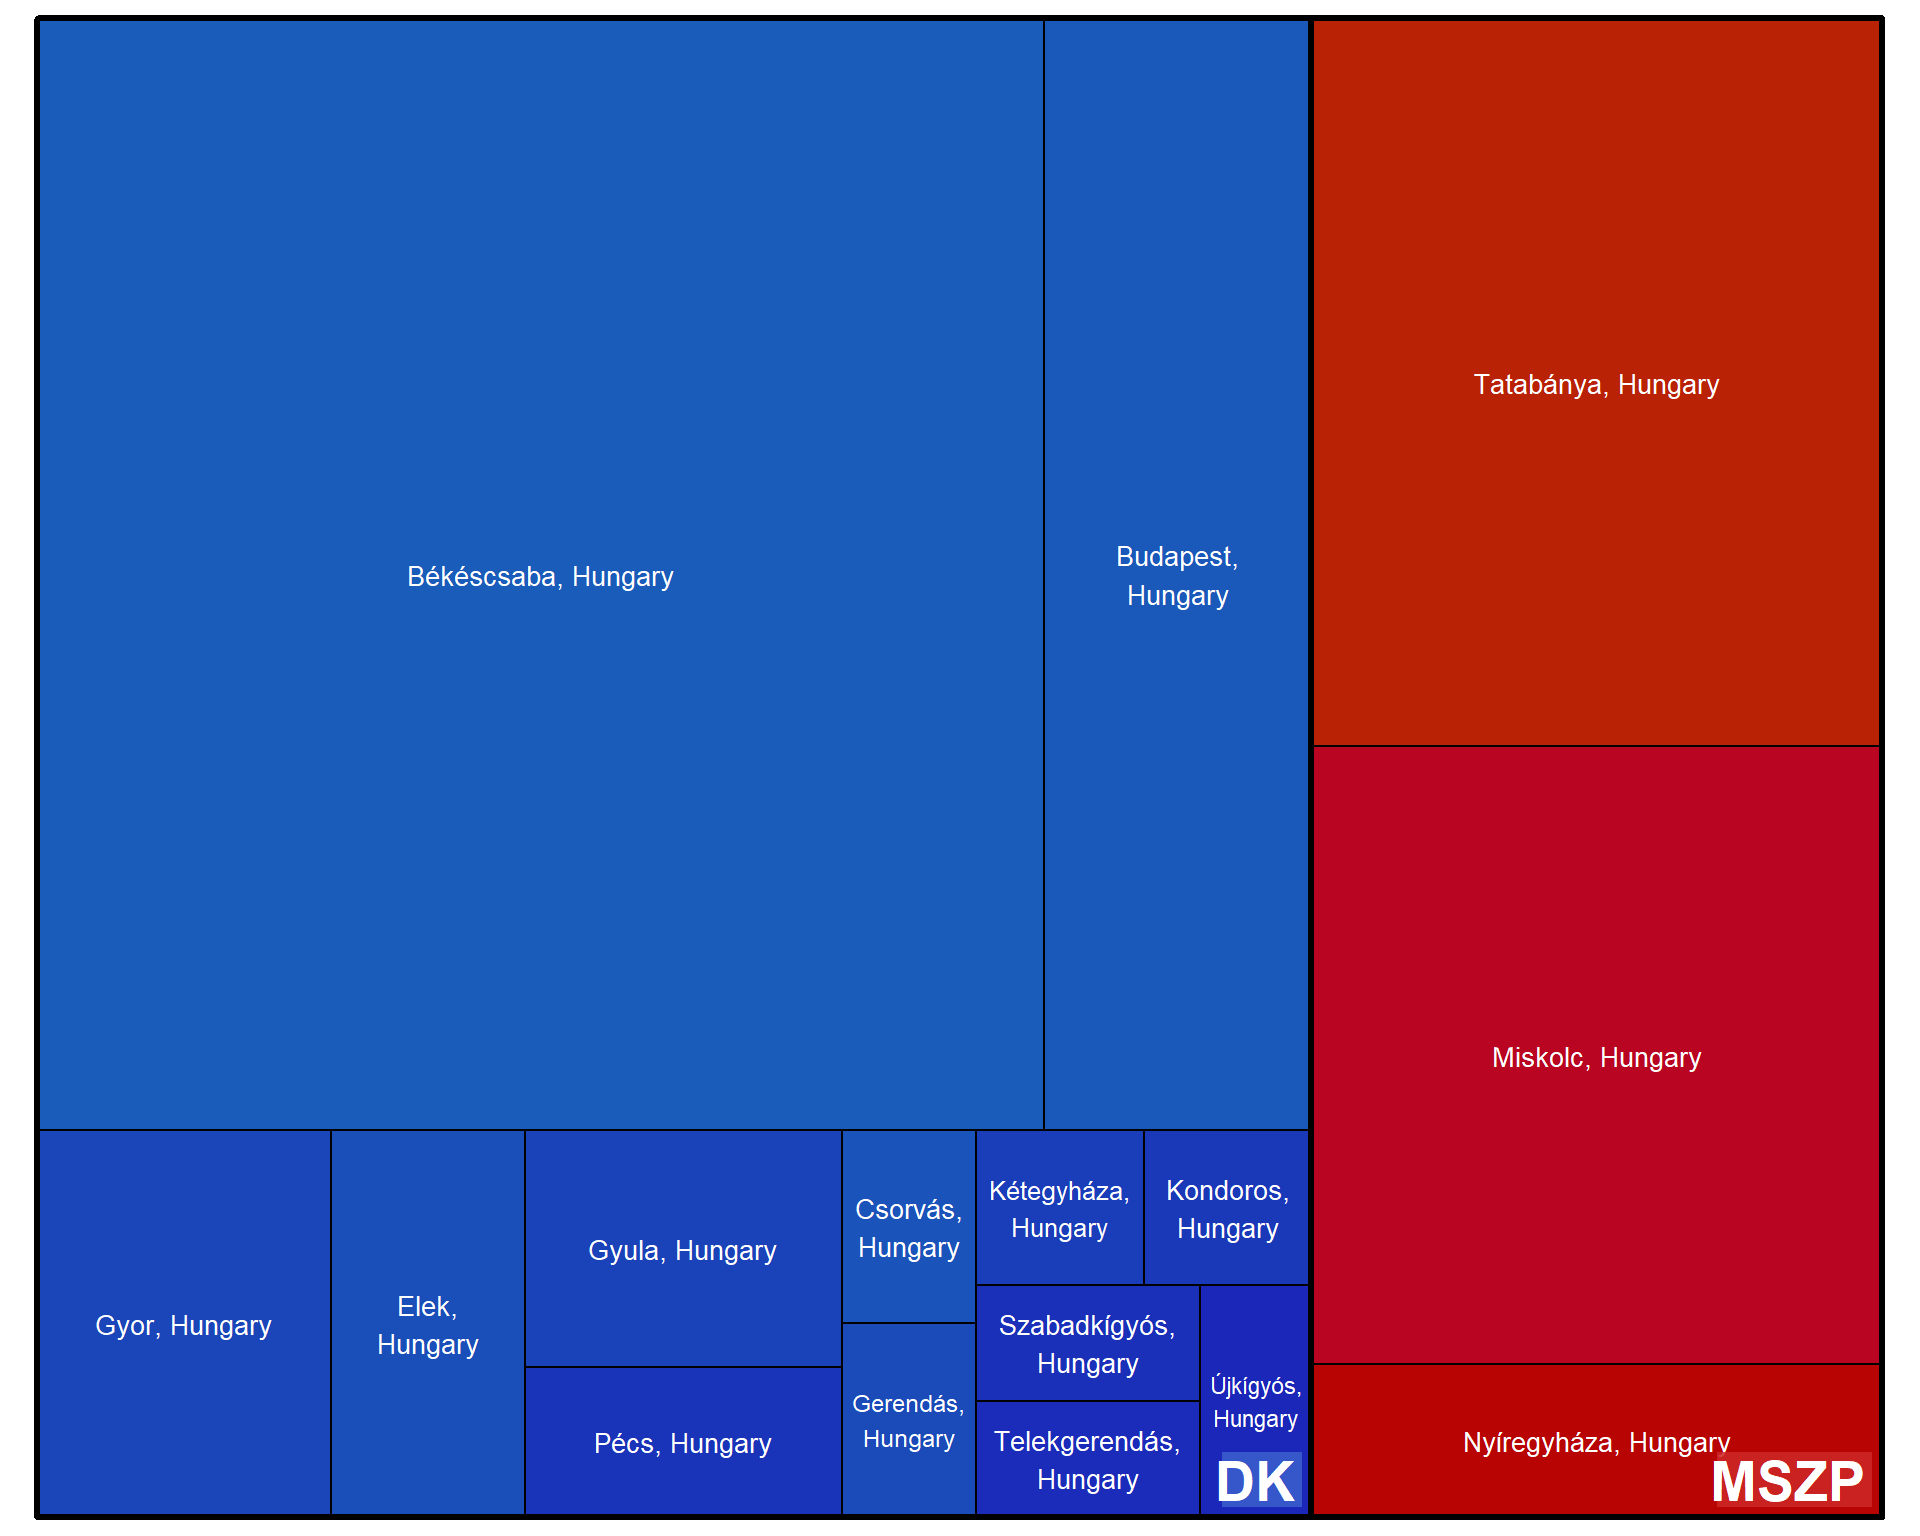 Békéscsaba, Hungary
Budapest,
Hungary
Tatabánya, Hungary
Miskolc, Hungary
Gyor, Hungary
Elek,
Hungary
Gyula, Hungary
Pécs, Hungary
Csorvás,
Hungary
Gerendás,
Hungary
Kétegyháza,
Hungary
Kondoros,
Hungary
Szabadkígyós,
Hungary
Telekgerendás,
Hungary
Újkígyós,
Hungary
DK
Nyíregyháza, Hungary
MSZP